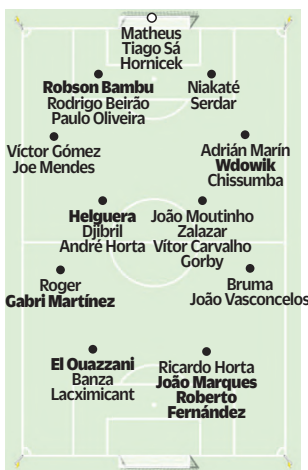 Matheus
Tiago Sá
Hornicek
Robson Bambu
Rodrigo Beirão
Paulo Oliveira
Niakaté
Serdar
Víctor Gómez
Joe Mendes
Adrián Marín
Wdowik
Chissumba
Helguera
Djibril
André Horta
João Moutinho
Zalazar
Vítor Carvalho
Gorby
Roger
Gabri Martínez
Bruma
João Vasconcelos
El Ouazzani
Banza
Lacximicant
Ricardo Horta
João Marques
Roberto
Fernández